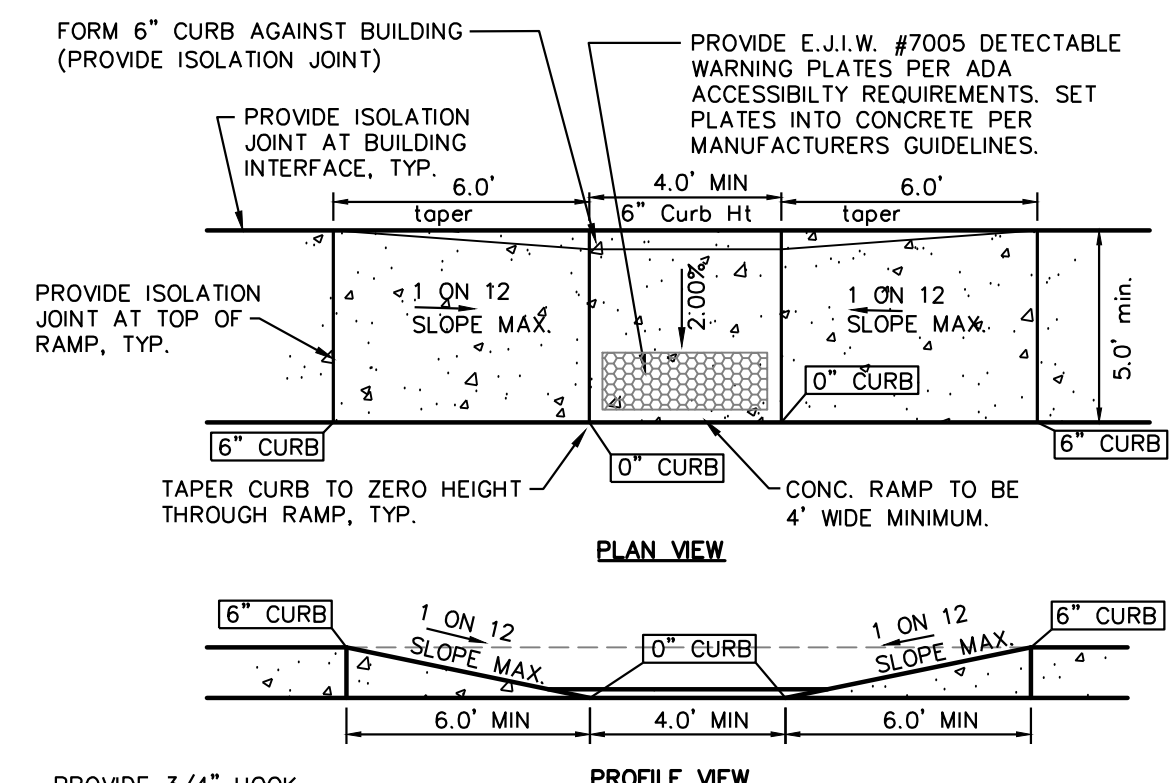 FORM 6" CURB AGAINST BUILDING
(PROVIDE ISOLATION JOINT)
PROVIDE E.J.I.W. #7005 DETECTABLE
WARNING PLATES PER ADA
ACCESSIBILTY REQUIREMENTS. SET
PLATES INTO CONCRETE PER
MANUFACTURERS GUIDELINES.
PROVIDE ISOLATION
JOINT AT BUILDING
INTERFACE, TYP.
6.0'
taper
4.0' MIN
6" Curb Ht
6.0'
taper
PROVIDE ISOLATION
JOINT AT TOP OF
RAMP, TYP.
1 ON 12
SLOPE MAX.
2.00%
1 ON 12
SLOPE MAX.
5.0' min.
0" CURB
6" CURB
0" CURB
6" CURB
TAPER CURB TO ZERO HEIGHT
THROUGH RAMP, TYP.
CONC. RAMP TO BE
4' WIDE MINIMUM.
PLAN VIEW
6" CURB
1 ON 12
SLOPE MAX.
0" CURB
1 ON 12
SLOPE MAX.
6" CURB
6.0' MIN
4.0' MIN
6.0' MIN
PROVIDE 3/4" HOOK
PROFILE VIEW